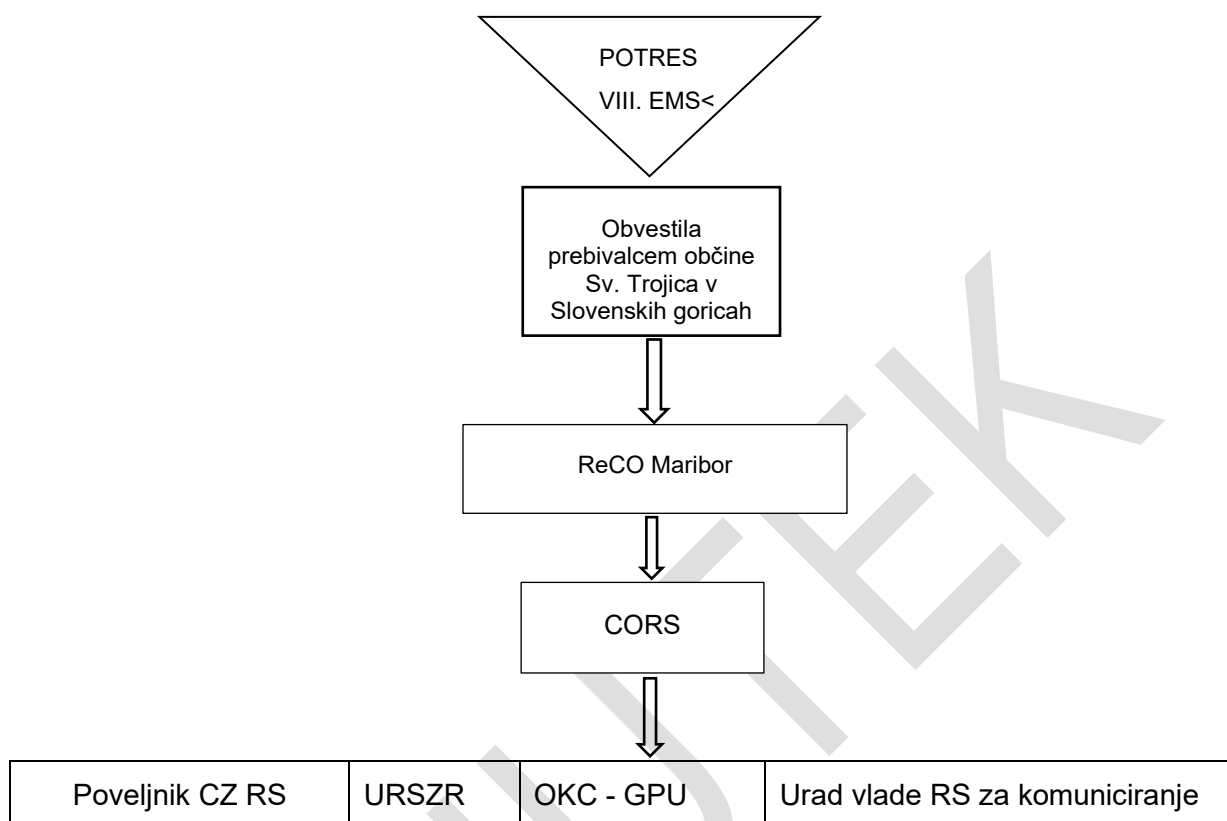 POTRES
VIII. EMS<
Obvestila
prebivalcem občine
Sv. Trojica v
Slovenskih goricah
ReCO Maribor
CORS
Poveljnik CZ RS
URSZR
OKC - GPU
Urad vlade RS za komuniciranje